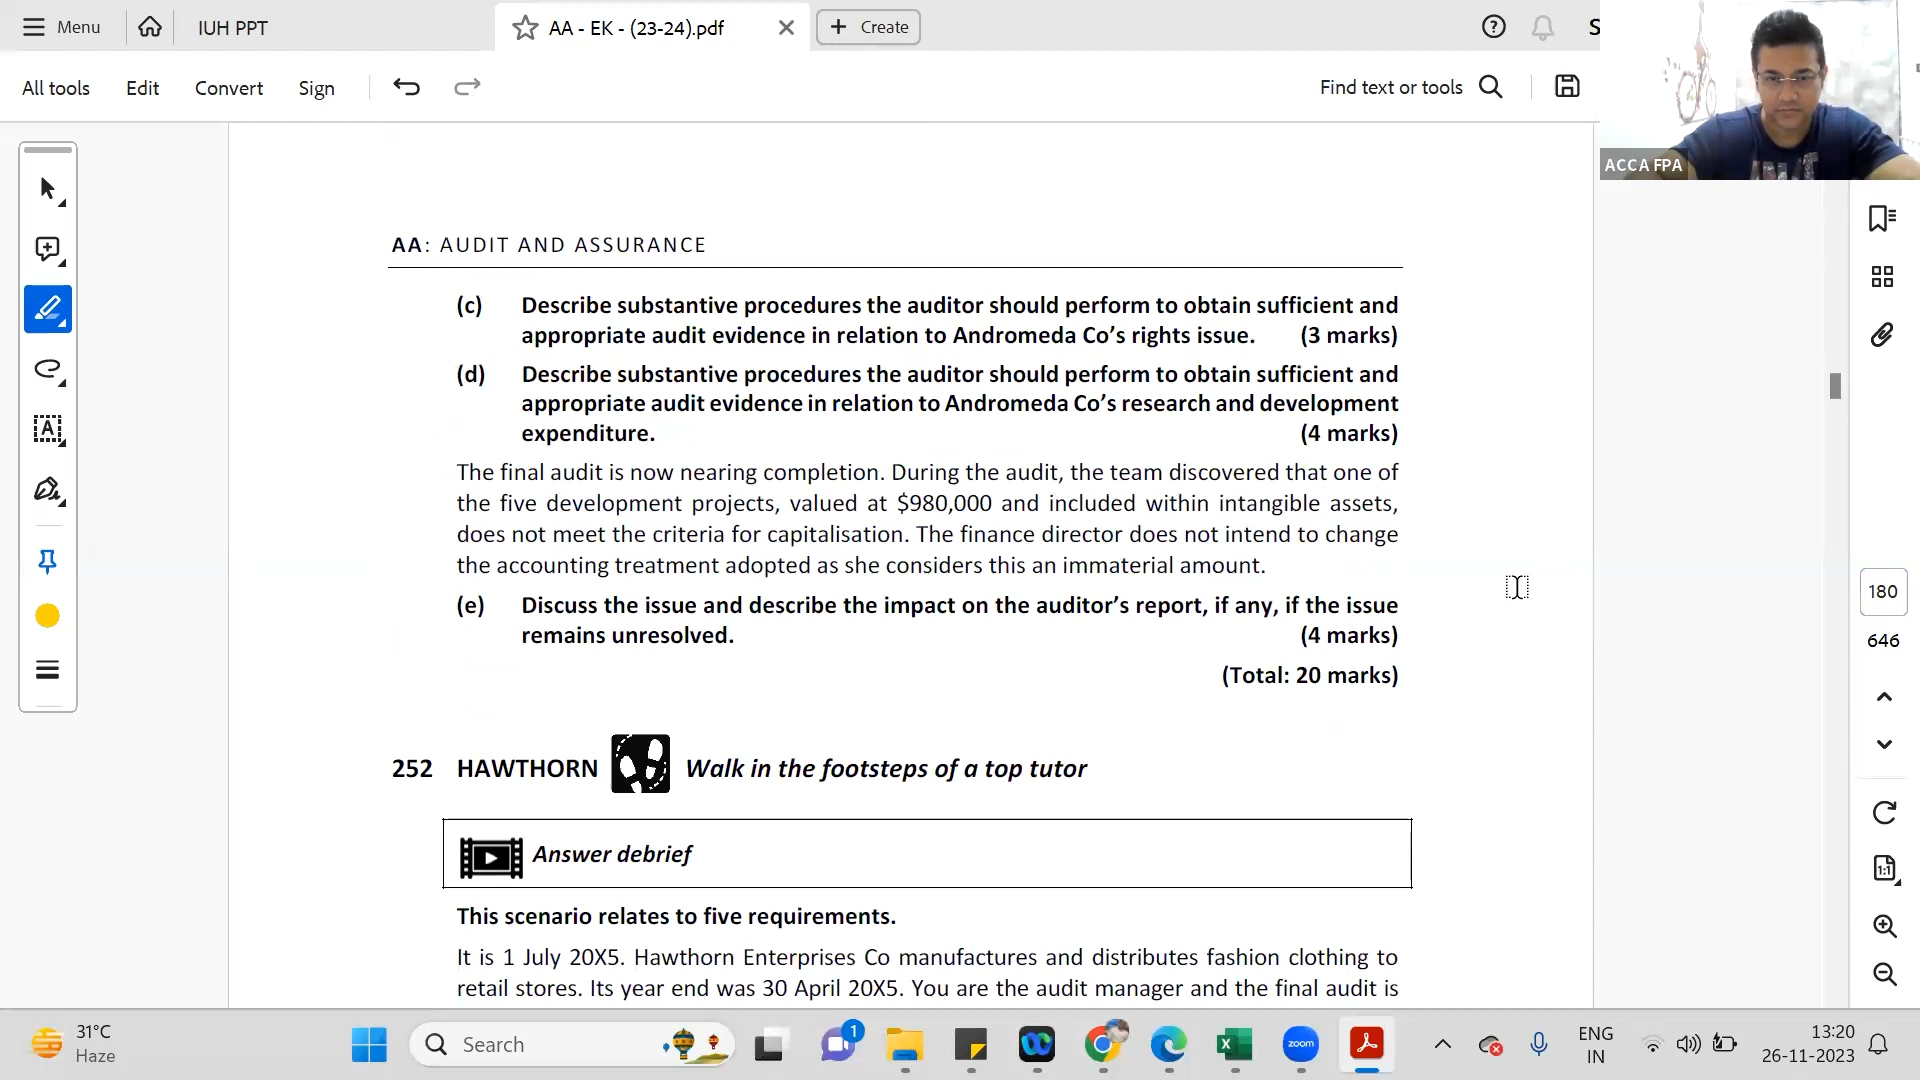 Menu
IUH PPT
AA - EK - (23-24).pdf
Create
All tools
Edit
Convert
Sign
Find text or tools
ACCA FPA
AA: AUDIT AND ASSURANCE
(c) Describe substantive procedures the auditor should perform to obtain sufficient and
appropriate audit evidence in relation to Andromeda Co's rights issue. (3 marks)
(d) Describe substantive procedures the auditor should perform to obtain sufficient and
appropriate audit evidence in relation to Andromeda Co's research and development
expenditure. (4 marks)
The final audit is now nearing completion. During the audit, the team discovered that one of
the five development projects, valued at $980,000 and included within intangible assets,
does not meet the criteria for capitalisation. The finance director does not intend to change
the accounting treatment adopted as she considers this an immaterial amount.
(e) Discuss the issue and describe the impact on the auditor's report, if any, if the issue
remains unresolved. (4 marks)
(Total: 20 marks)
252 HAWTHORN Walk in the footsteps of a top tutor
Answer debrief
This scenario relates to five requirements.
It is 1 July 20X5. Hawthorn Enterprises Co manufactures and distributes fashion clothing to
retail stores. Its year end was 30 April 20X5. You are the audit manager and the final audit is
180
646
1:1
31°C
Haze
Search
1
zoom
ENG
IN
13:20
26-11-2023